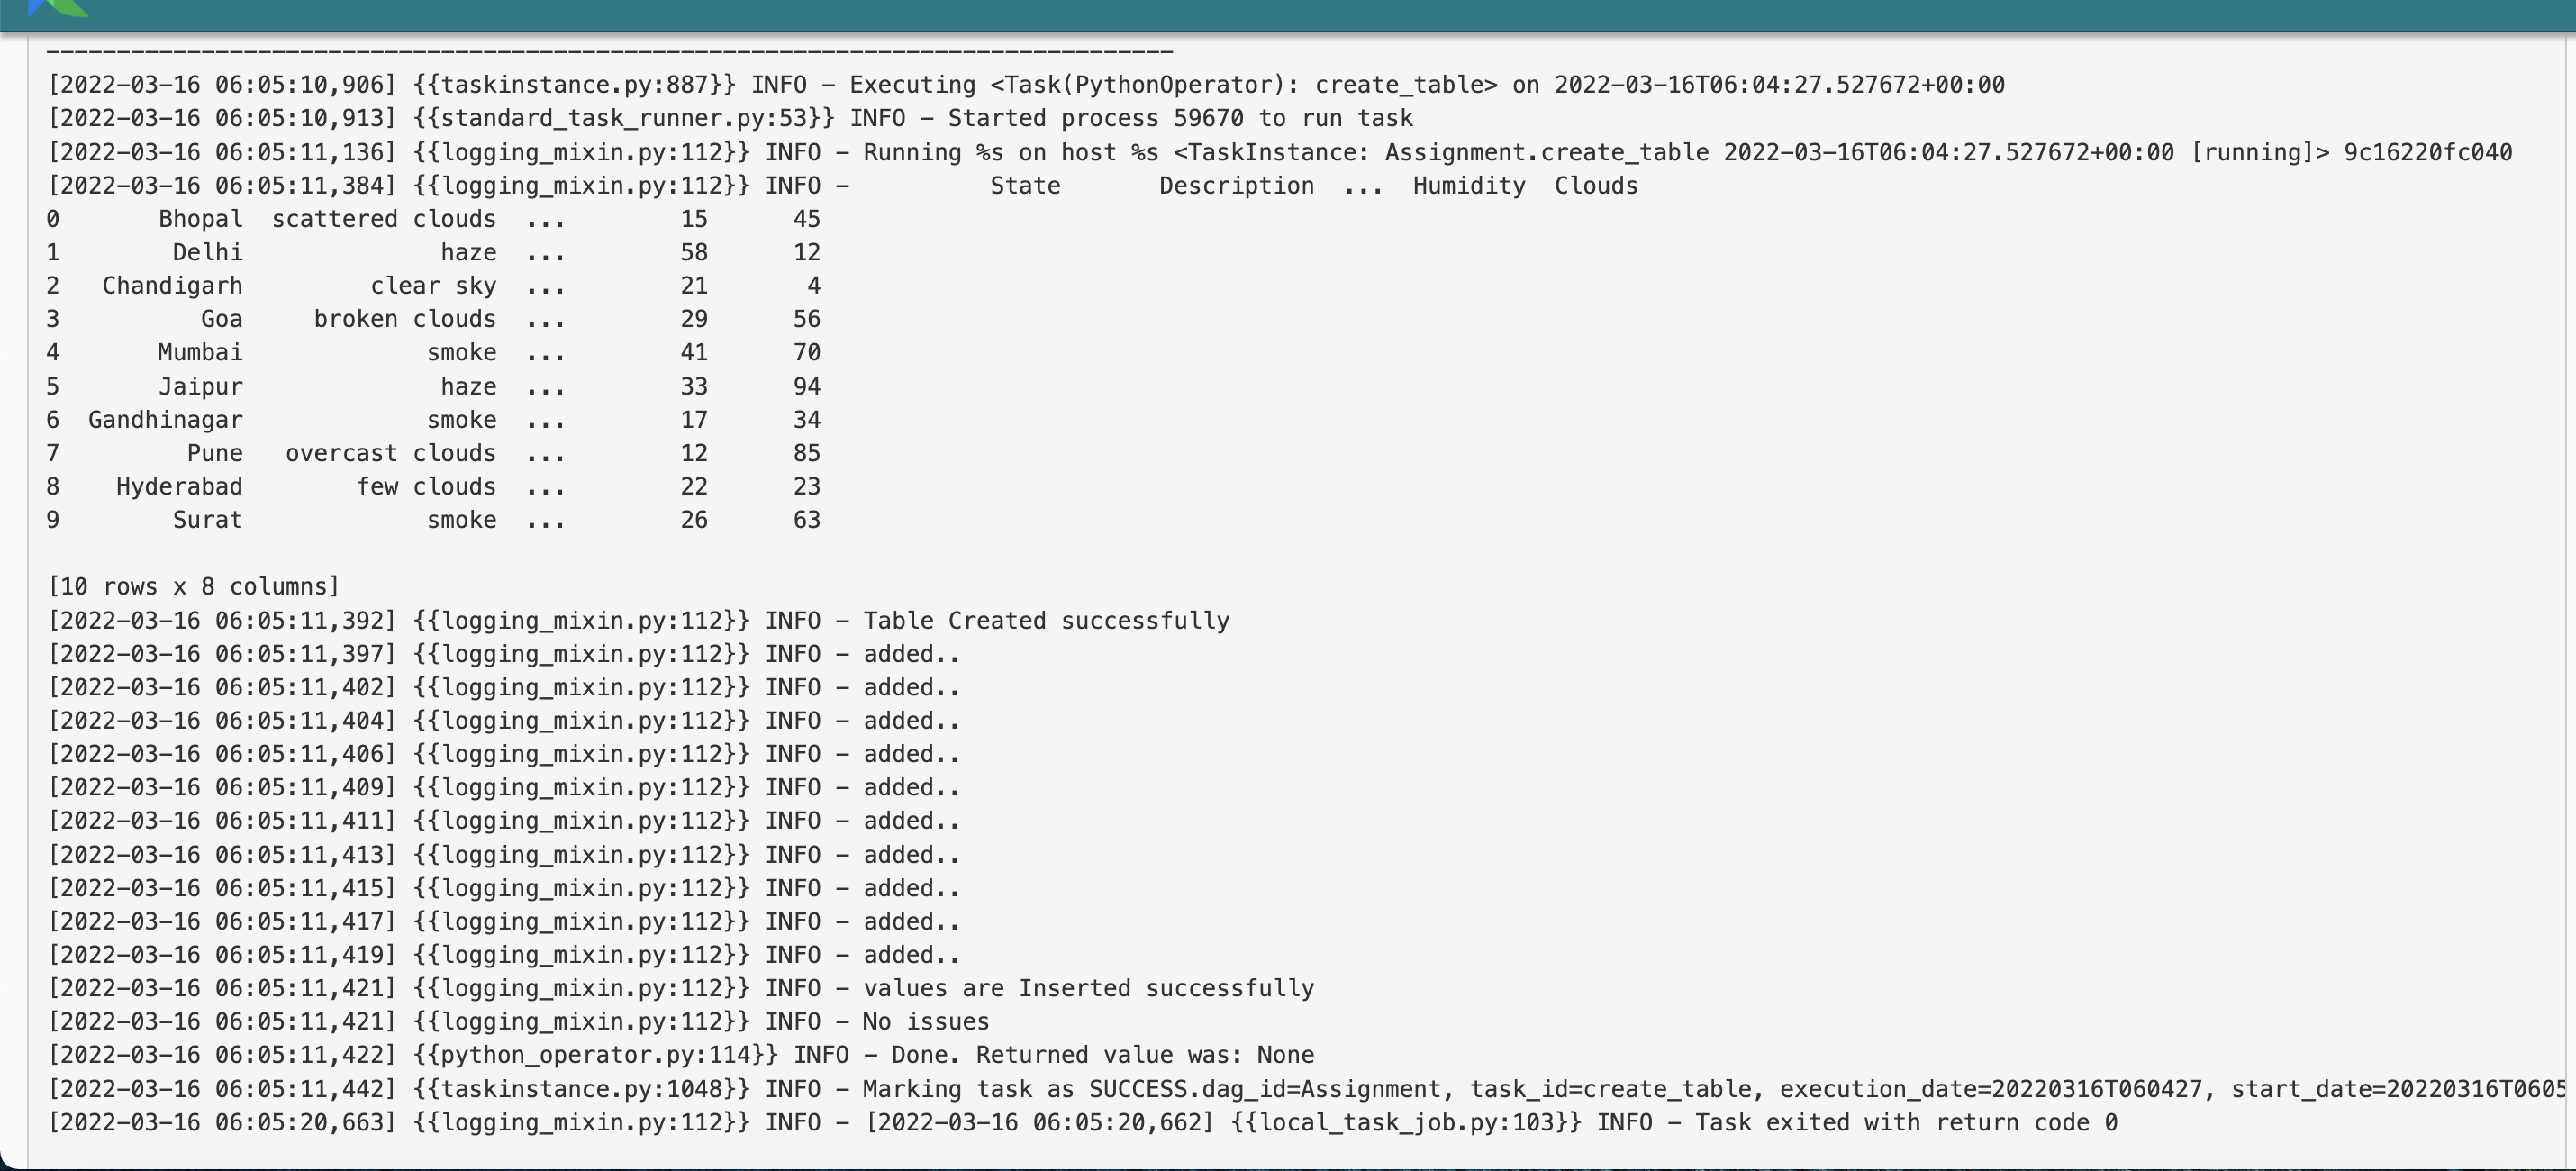 --------------------------------------------------------------------------------
[2022-03-16 06:05:10,906] {{taskinstance.py:887}} INFO - Executing <Task(PythonOperator): create_table> on 2022-03-16T06:04:27.527672+00:00
[2022-03-16 06:05:10,913] {{standard_task_runner.py:53}} INFO - Started process 59670 to run task
[2022-03-16 06:05:11,136] {{logging_mixin.py:112}} INFO - Running %s on host %s <TaskInstance: Assignment.create_table 2022-03-16T06:04:27.527672+00:00 [running]> 9c16220fc040
[2022-03-16 06:05:11,384] {{logging_mixin.py:112}} INFO -          State       Description  ...  Humidity  Clouds
0       Bhopal  scattered clouds  ...        15      45
1        Delhi              haze  ...        58      12
2   Chandigarh         clear sky  ...        21       4
3          Goa     broken clouds  ...        29      56
4       Mumbai             smoke  ...        41      70
5       Jaipur              haze  ...        33      94
6  Gandhinagar             smoke  ...        17      34
7         Pune   overcast clouds  ...        12      85
8    Hyderabad        few clouds  ...        22      23
9        Surat             smoke  ...        26      63
[10 rows x 8 columns]
[2022-03-16 06:05:11,392] {{logging_mixin.py:112}} INFO - Table Created successfully
[2022-03-16 06:05:11,397] {{logging_mixin.py:112}} INFO - added..
[2022-03-16 06:05:11,402] {{logging_mixin.py:112}} INFO - added..
[2022-03-16 06:05:11,404] {{logging_mixin.py:112}} INFO - added..
[2022-03-16 06:05:11,406] {{logging_mixin.py:112}} INFO - added..
[2022-03-16 06:05:11,409] {{logging_mixin.py:112}} INFO - added..
[2022-03-16 06:05:11,411] {{logging_mixin.py:112}} INFO - added..
[2022-03-16 06:05:11,413] {{logging_mixin.py:112}} INFO - added..
[2022-03-16 06:05:11,415] {{logging_mixin.py:112}} INFO - added..
[2022-03-16 06:05:11,417] {{logging_mixin.py:112}} INFO - added..
[2022-03-16 06:05:11,419] {{logging_mixin.py:112}} INFO - added..
[2022-03-16 06:05:11,421] {{logging_mixin.py:112}} INFO - values are Inserted successfully
[2022-03-16 06:05:11,421] {{logging_mixin.py:112}} INFO - No issues
[2022-03-16 06:05:11,422] {{python_operator.py:114}} INFO - Done. Returned value was: None
[2022-03-16 06:05:11,442] {{taskinstance.py:1048}} INFO - Marking task as SUCCESS.dag_id=Assignment, task_id=create_table, execution_date=20220316T060427, start_date=20220316T0605
[2022-03-16 06:05:20,663] {{logging_mixin.py:112}} INFO - [2022-03-16 06:05:20,662] {{local_task_job.py:103}} INFO - Task exited with return code 0